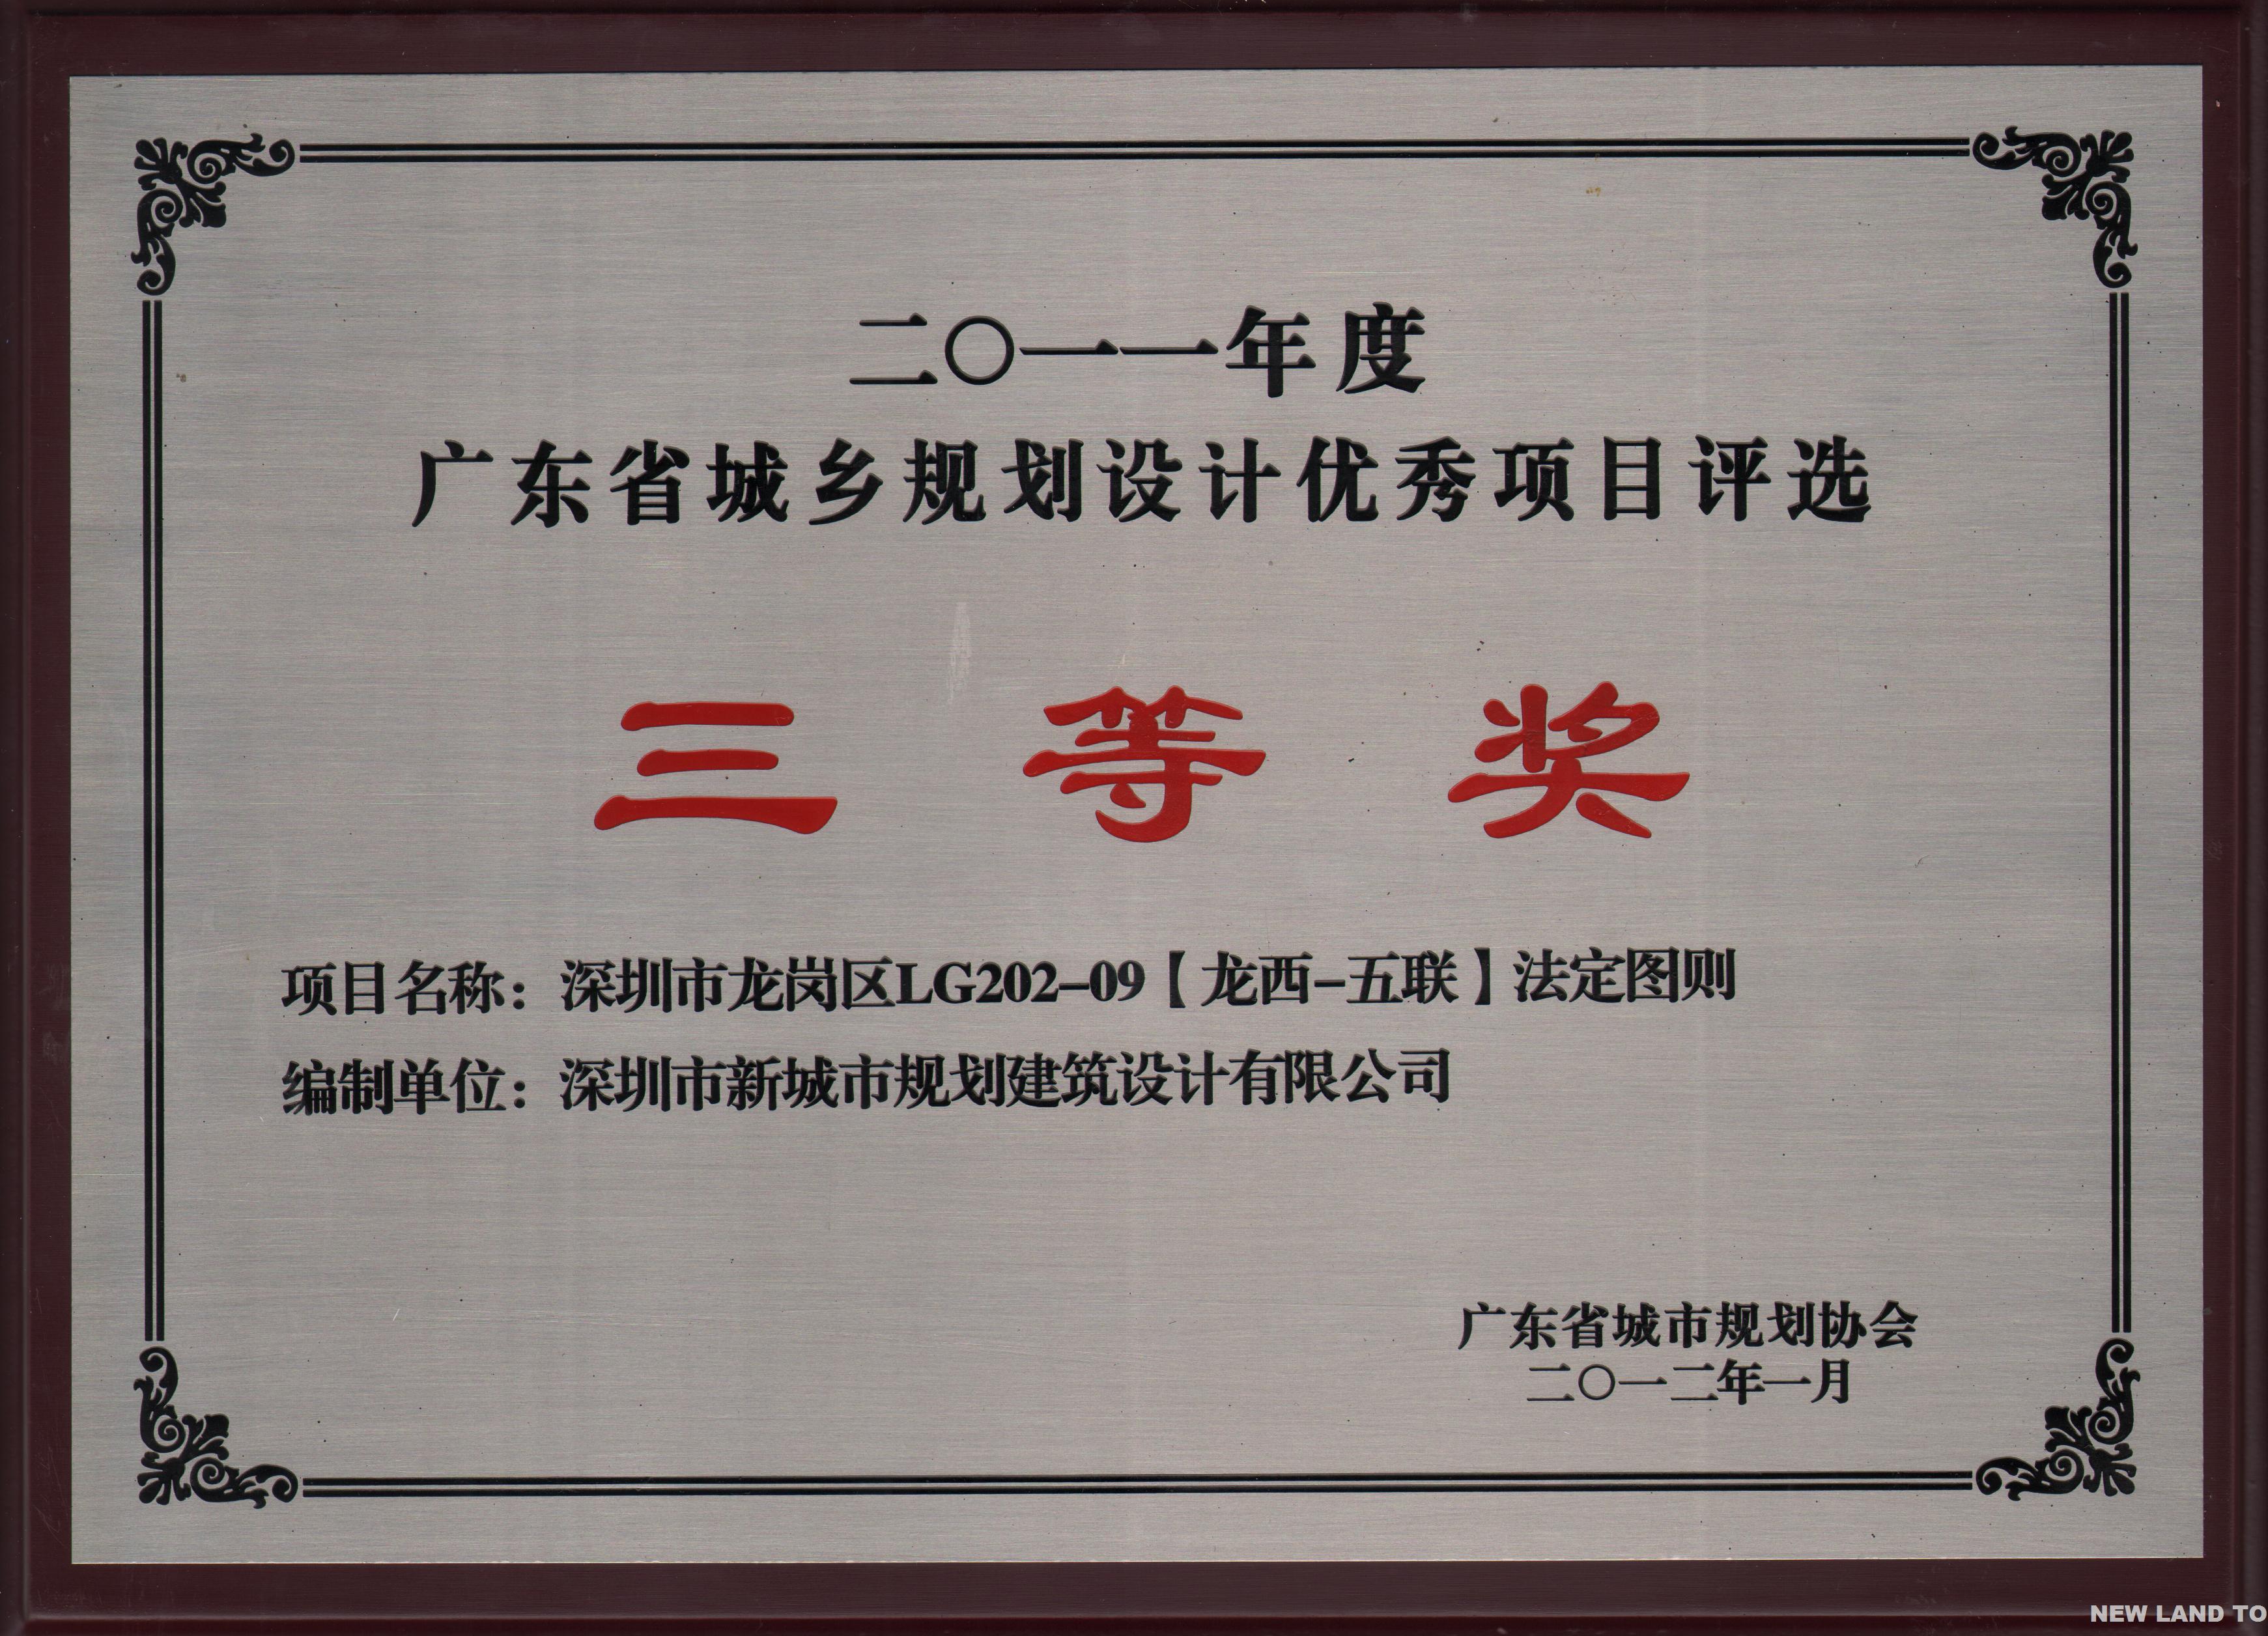 二〇一一年度
广东省城乡规划设计优秀项目评选
三等奖
项目名称：深圳市龙岗区LG202-09【龙西-五联】法定图则
编制单位：深圳市新城市规划建筑设计有限公司
广东省城市规划协会
二〇一二年一月
NEW LAND TO